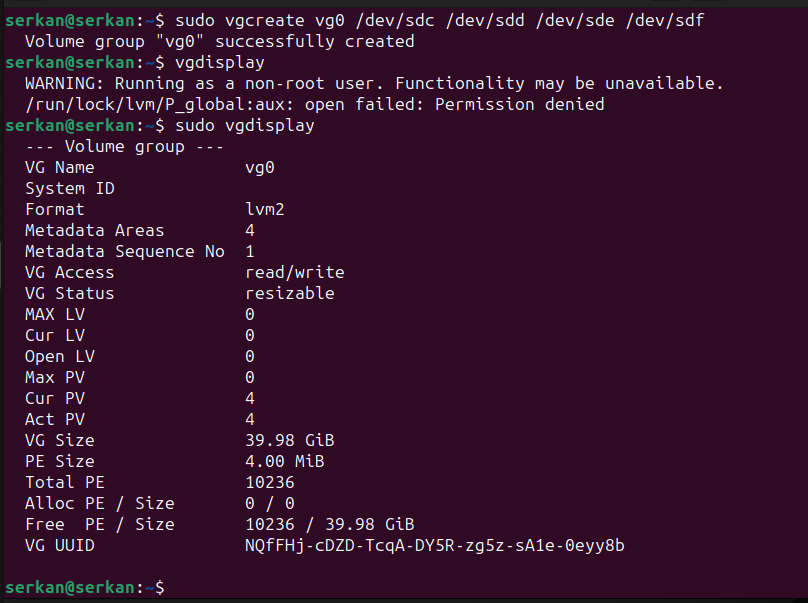 serkan@serkan:~$ sudo vgcreate vg0 /dev/sdc /dev/sdd /dev/sde /dev/sdf
  Volume group "vg0" successfully created
serkan@serkan:~$ vgdisplay
  WARNING: Running as a non-root user. Functionality may be unavailable.
  /run/lock/lvm/P_global:aux: open failed: Permission denied
serkan@serkan:~$ sudo vgdisplay
  --- Volume group ---
  VG Name               vg0
  System ID
  Format                lvm2
  Metadata Areas        4
  Metadata Sequence No  1
  VG Access             read/write
  VG Status             resizable
  MAX LV                0
  Cur LV                0
  Open LV               0
  Max PV                0
  Cur PV                4
  Act PV                4
  VG Size               39.98 GiB
  PE Size               4.00 MiB
  Total PE              10236
  Alloc PE / Size       0 / 0
  Free  PE / Size       10236 / 39.98 GiB
  VG UUID               NQfFHj-cDZD-TcqA-DY5R-zg5z-sA1e-0eyy8b

serkan@serkan:~$